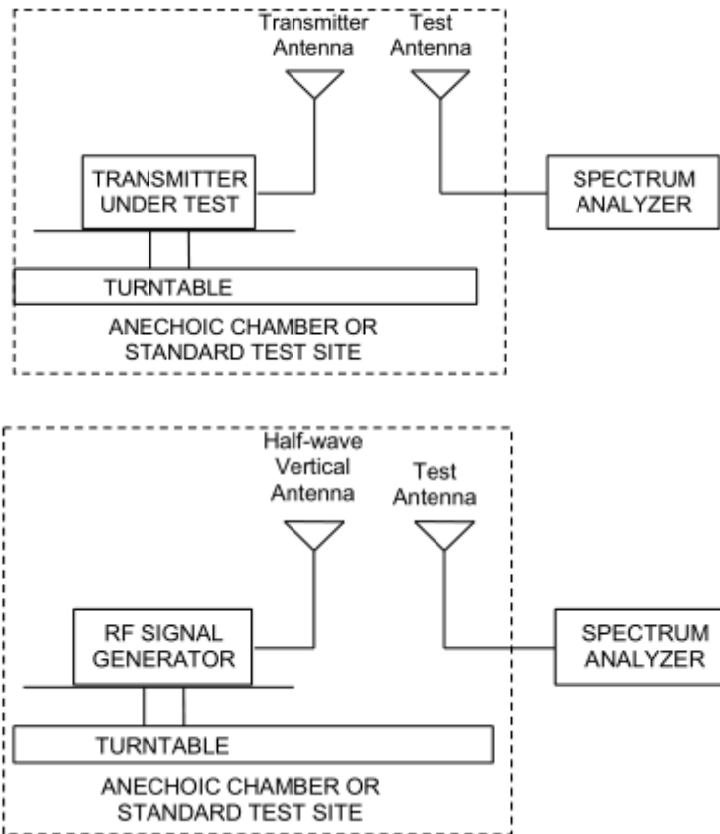 Transmitter
Antenna
Test
Antenna
TRANSMITTER
UNDER TEST
SPECTRUM
ANALYZER
TURNTABLE
ANECHOIC CHAMBER OR
STANDARD TEST SITE
Half-wave
Vertical
Antenna
Test
Antenna
RF SIGNAL
GENERATOR
SPECTRUM
ANALYZER
TURNTABLE
ANECHOIC CHAMBER OR
STANDARD TEST SITE